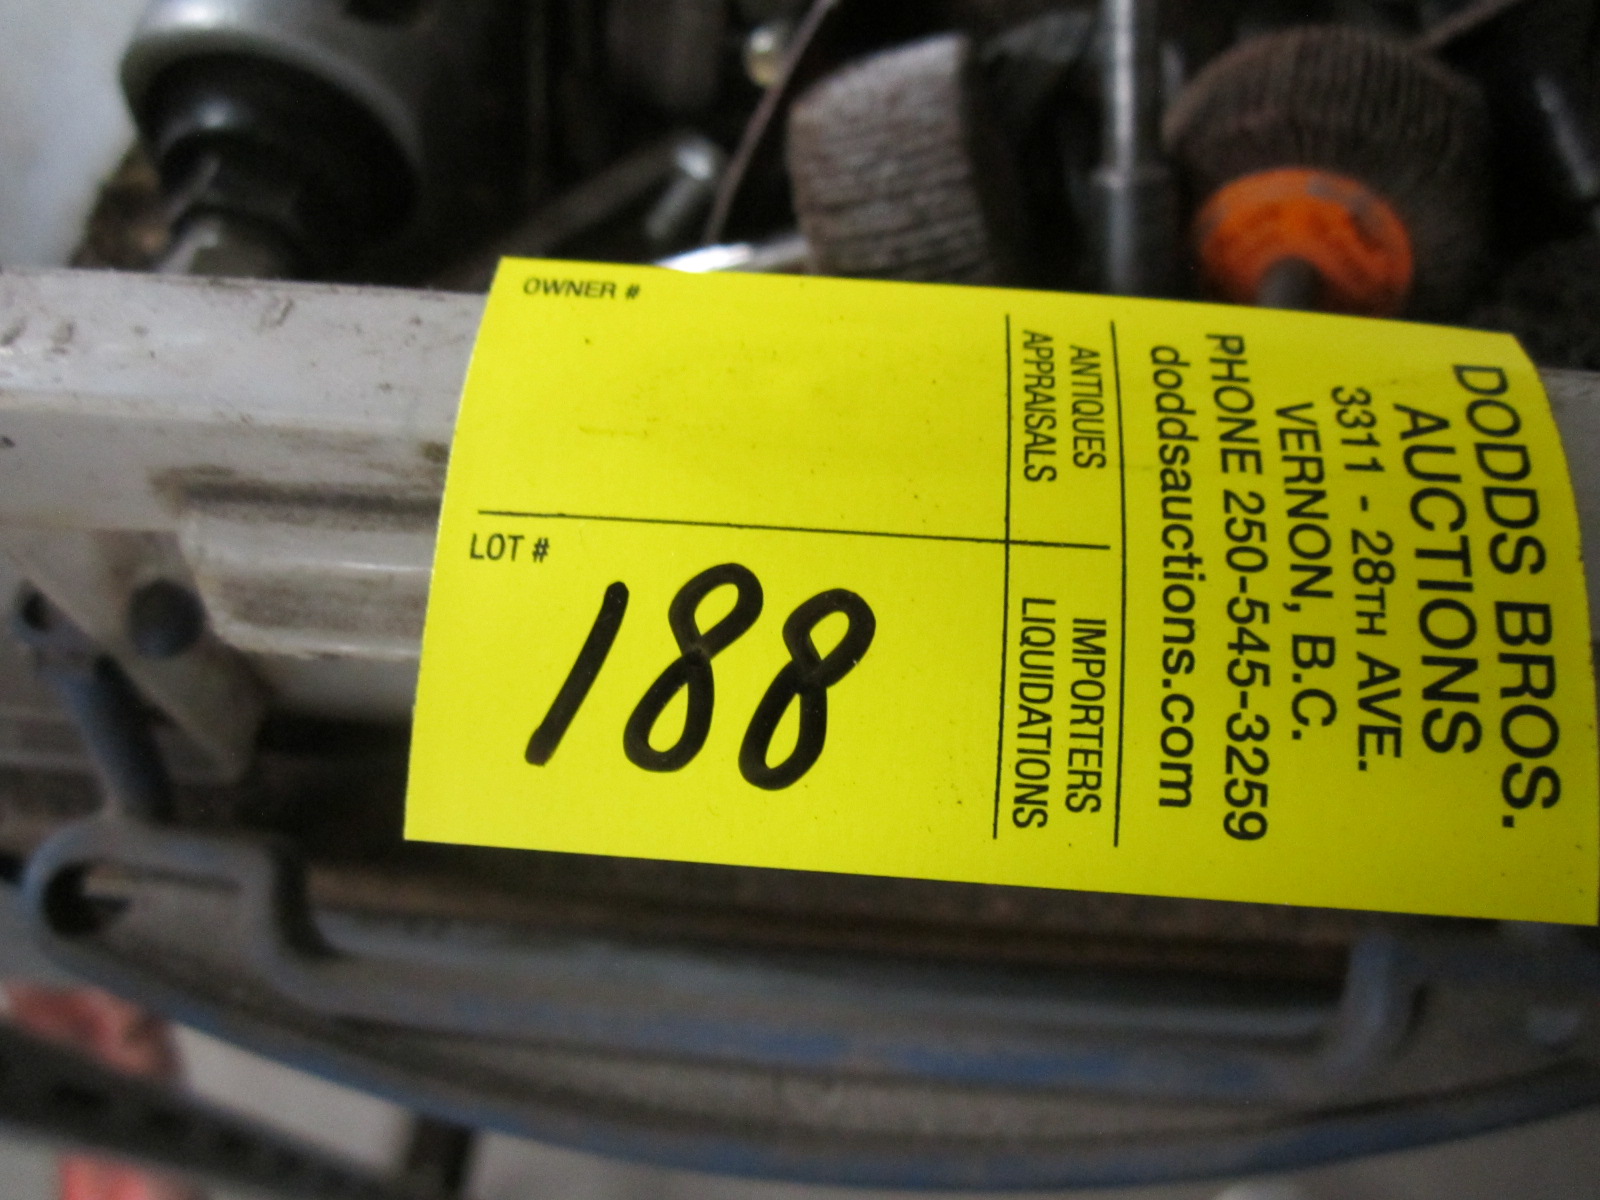 DODDS BROS.
AUCTIONS
3311 - 28TH AVE.
VERNON, B.C.
PHONE 250-545-3259
doddsauctions.com
ANTIQUES
APPRAISALS
IMPORTERS
LIQUIDATIONS
OWNER #
LOT #
188